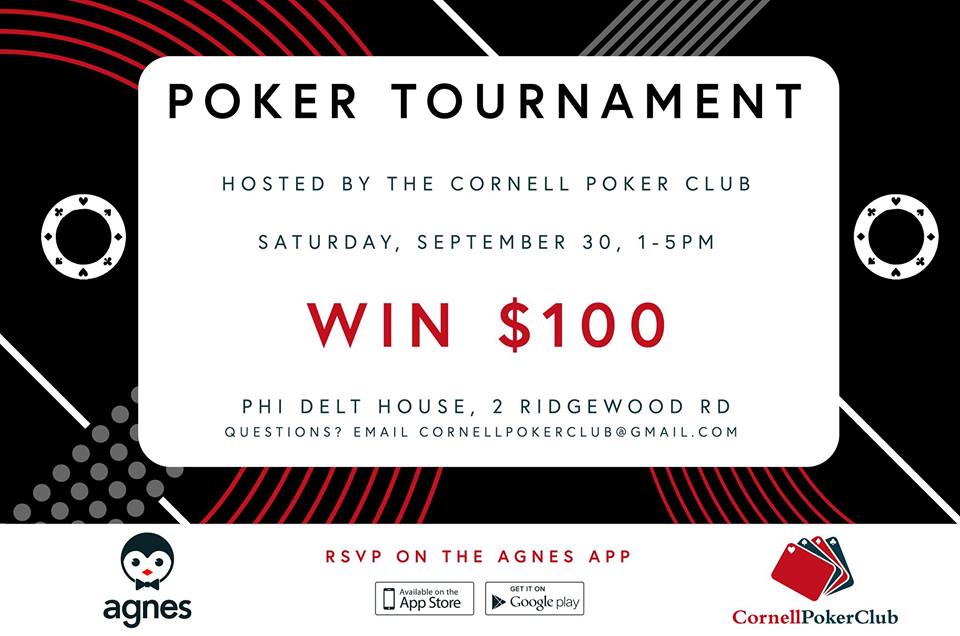 POKER TOURNAMENT
HOSTED BY THE CORNELL POKER CLUB
SATURDAY, SEPTEMBER 30, 1-5PM
WIN $100
PHI DELT HOUSE, 2 RIDGEWOOD RD
QUESTIONS? EMAIL CORNELLPOKERCLUB@GMAIL.COM
RSVP ON THE AGNES APP
agnes
Available on the
App Store
GET IT ON
Google play
CornellPokerClub